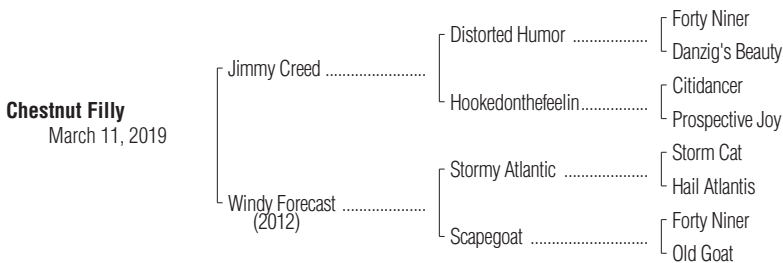 Chestnut Filly
March 11, 2019
Jimmy Creed ........................
Windy Forecast ....................
(2012)
Distorted Humor ..................
Hookedonthefeelin................
Stormy Atlantic ....................
Scapegoat ............................
Forty Niner
Danzig's Beauty
Citidancer
Prospective Joy
Storm Cat
Hail Atlantis
Forty Niner
Old Goat